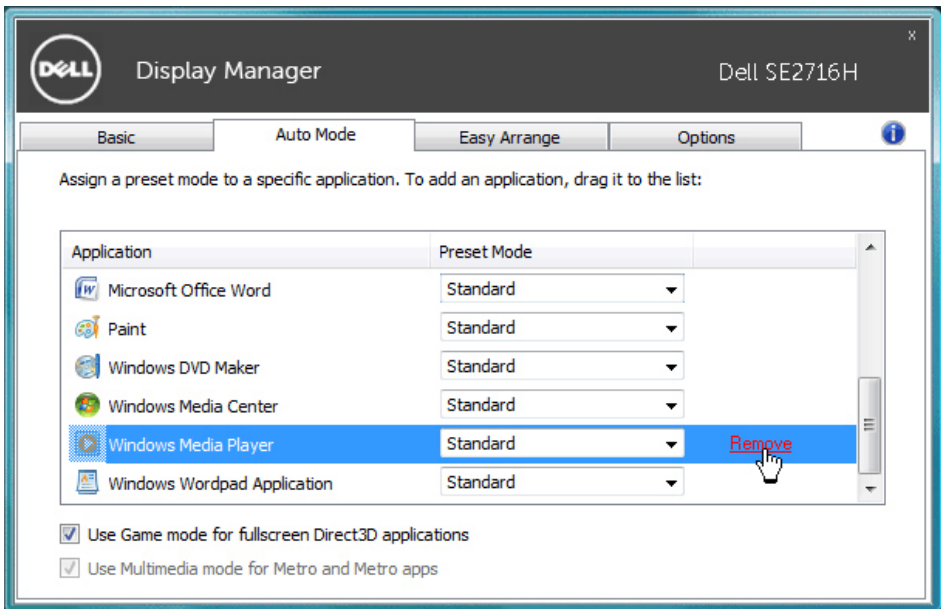 x
DELL Display Manager Dell SE2716H
Basic Auto Mode Easy Arrange Options i
Assign a preset mode to a specific application. To add an application, drag it to the list:
Application Preset Mode
Microsoft Office Word Standard
Paint Standard
Windows DVD Maker Standard
Windows Media Center Standard
Windows Media Player Standard Remove
Windows Wordpad Application Standard
Use Game mode for fullscreen Direct3D applications
Use Multimedia mode for Metro and Metro apps